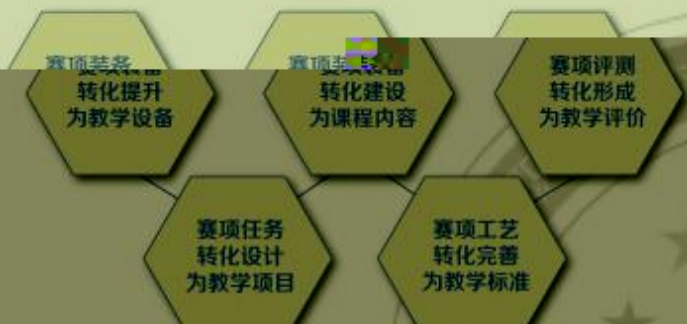 赛项装备
转化提升
为教学设备
赛项装备
转化建设
为课程内容
赛项评测
转化形成
为教学评价
赛项任务
转化设计
为教学项目
赛项工艺
转化完善
为教学标准